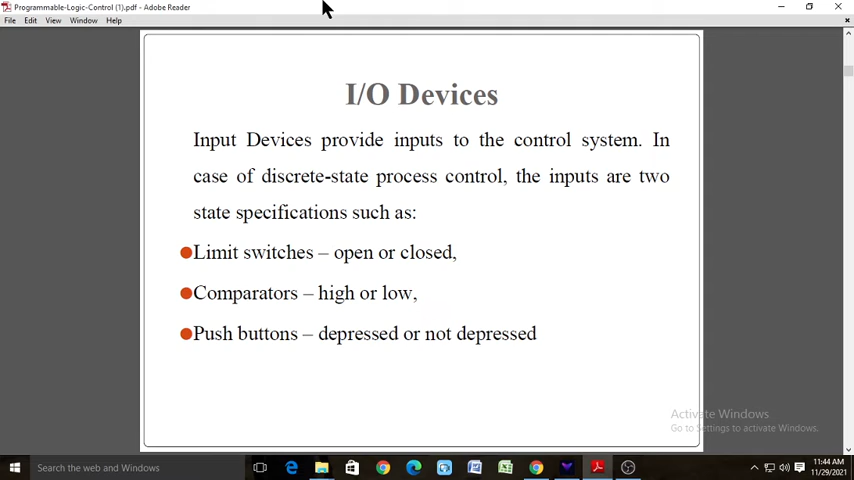 Programmable-Logic-Control (1).pdf - Adobe Reader
File Edit View Window Help
I/O Devices
Input Devices provide inputs to the control system. In
case of discrete-state process control, the inputs are two
state specifications such as:
Limit switches – open or closed,
Comparators – high or low,
Push buttons – depressed or not depressed
Activate Windows
Go to Settings to activate Windows.
Search the web and Windows
11:44 AM
11/29/2021